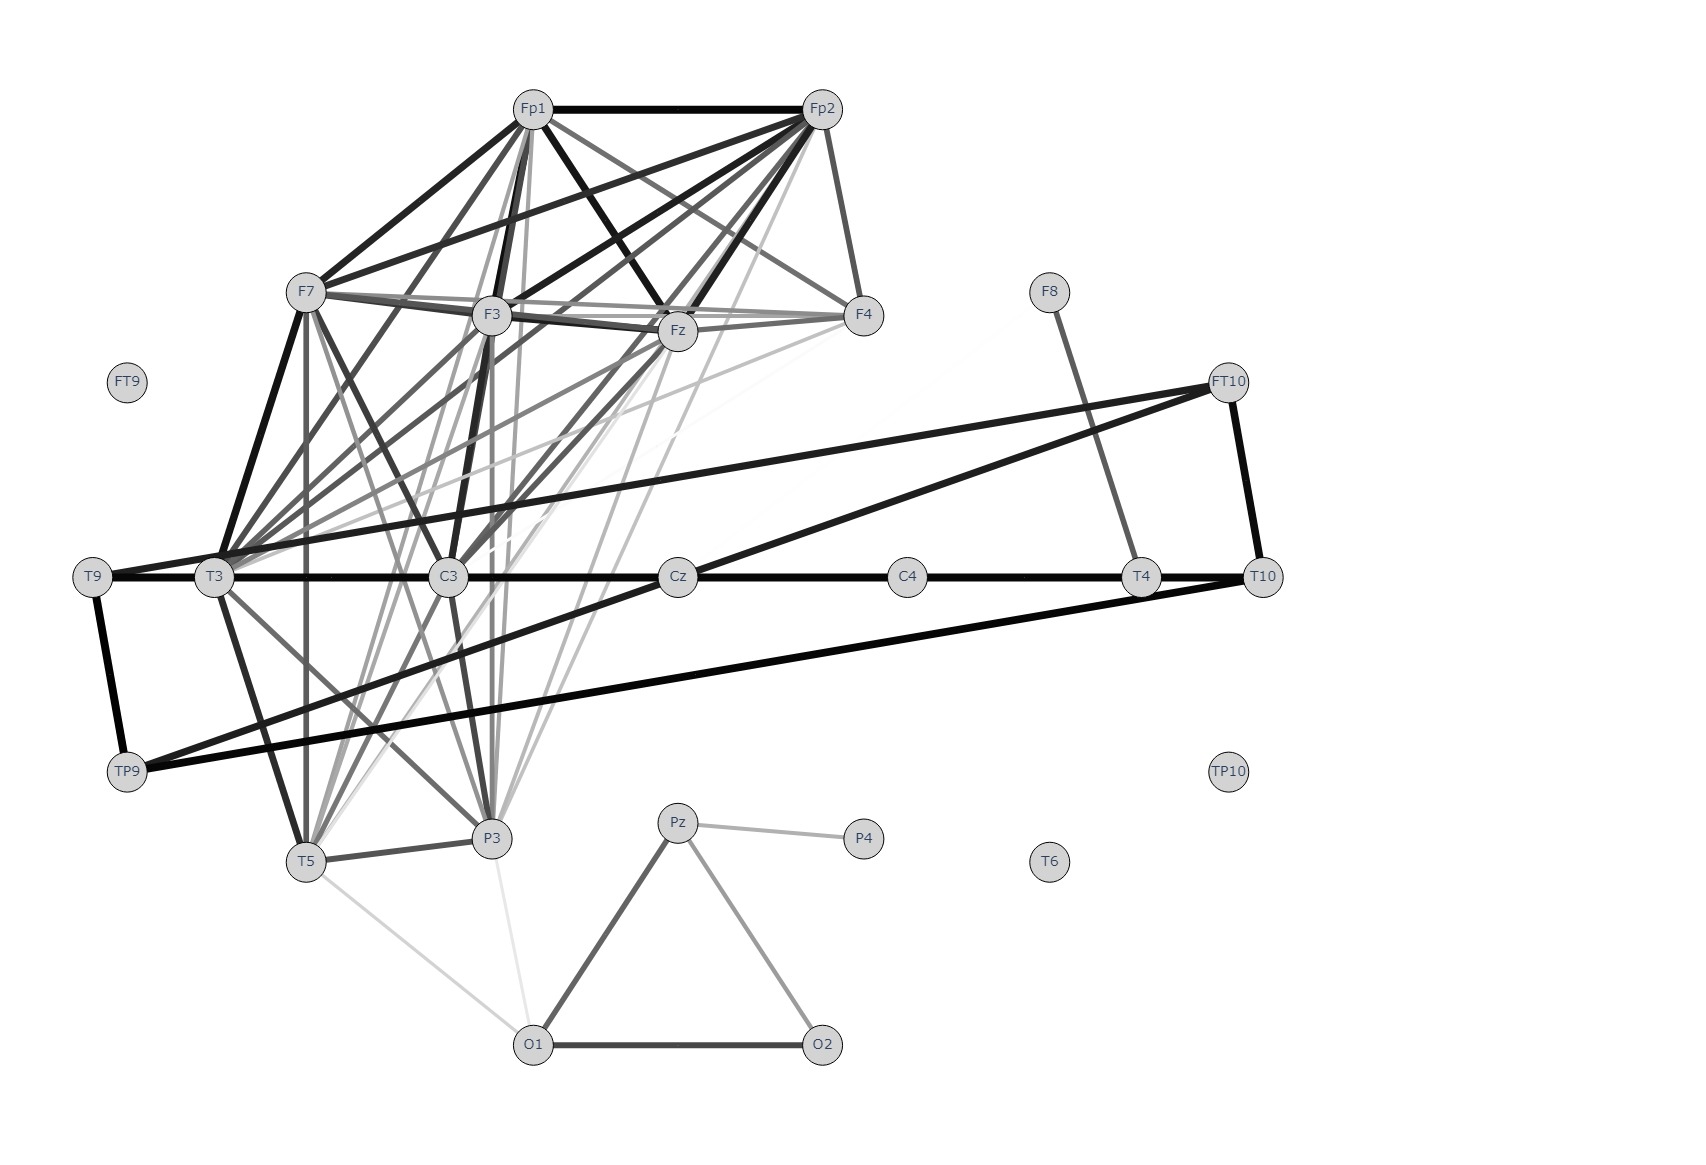 Fp1 Fp2
F7 F8
F3 Fz F4
FT9 FT10
T9 T3 C3 Cz C4 T4 T10
TP9 TP10
Pz
P3 P4
T5 T6
O1 O2